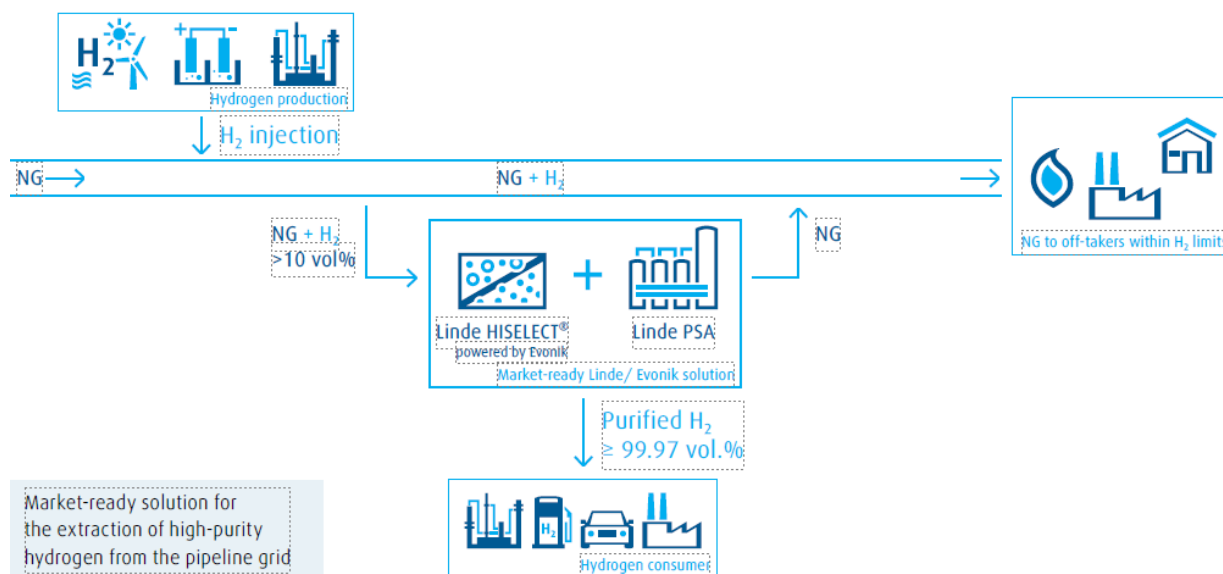 H₂
+ −
Hydrogen production
H₂ injection
NG
NG + H₂
NG + H₂
>10 vol%
NG
NG to off-takers within H₂ limits
+
Linde HISELECT®
powered by Evonik
Linde PSA
Market-ready Linde/ Evonik solution
Purified H₂
≥ 99.97 vol.%
H₂
Hydrogen consumer
Market-ready solution for
the extraction of high-purity
hydrogen from the pipeline grid